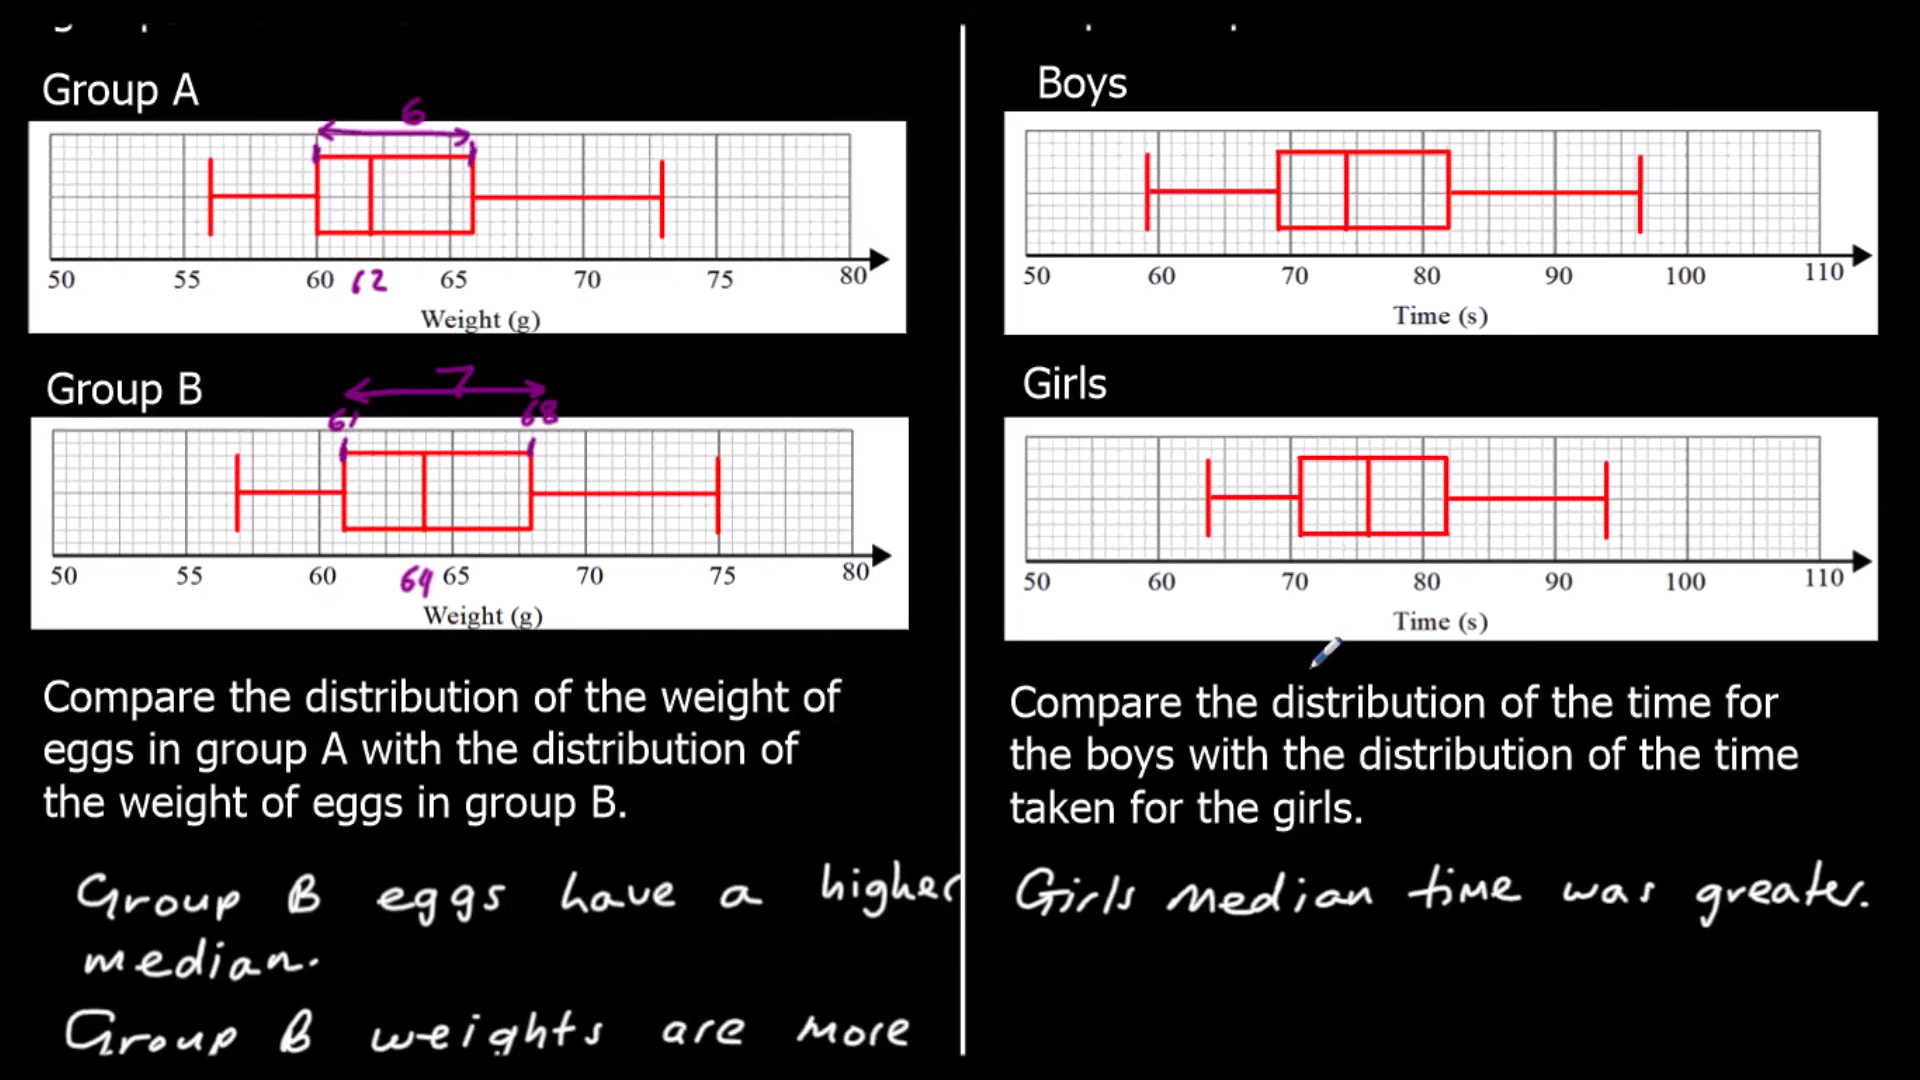 Group A
6
50 55 60 62 65 70 75 80
Weight (g)
Group B
7
61 68
50 55 60 64 65 70 75 80
Weight (g)
Compare the distribution of the weight of
eggs in group A with the distribution of
the weight of eggs in group B.
Group B eggs have a higher
median.
Group B weights are more
Boys
50 60 70 80 90 100 110
Time (s)
Girls
50 60 70 80 90 100 110
Time (s)
Compare the distribution of the time for
the boys with the distribution of the time
taken for the girls.
Girls median time was greater.